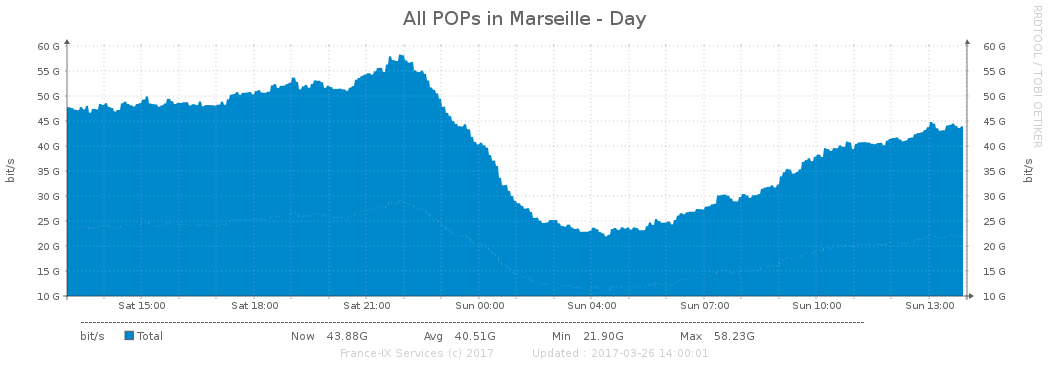 All POPs in Marseille - Day
RRDTOOL / TOBI OETIKER
60 G 60 G
55 G 55 G
50 G 50 G
45 G 45 G
40 G 40 G
35 G 35 G
30 G 30 G
25 G 25 G
20 G 20 G
15 G 15 G
10 G 10 G
bit/s
bit/s
Sat 15:00 Sat 18:00 Sat 21:00 Sun 00:00 Sun 04:00 Sun 07:00 Sun 10:00 Sun 13:00
bit/s Total Now 43.88G Avg 40.51G Min 21.90G Max 58.23G
France-IX Services (c) 2017 Updated : 2017-03-26 14:00:01